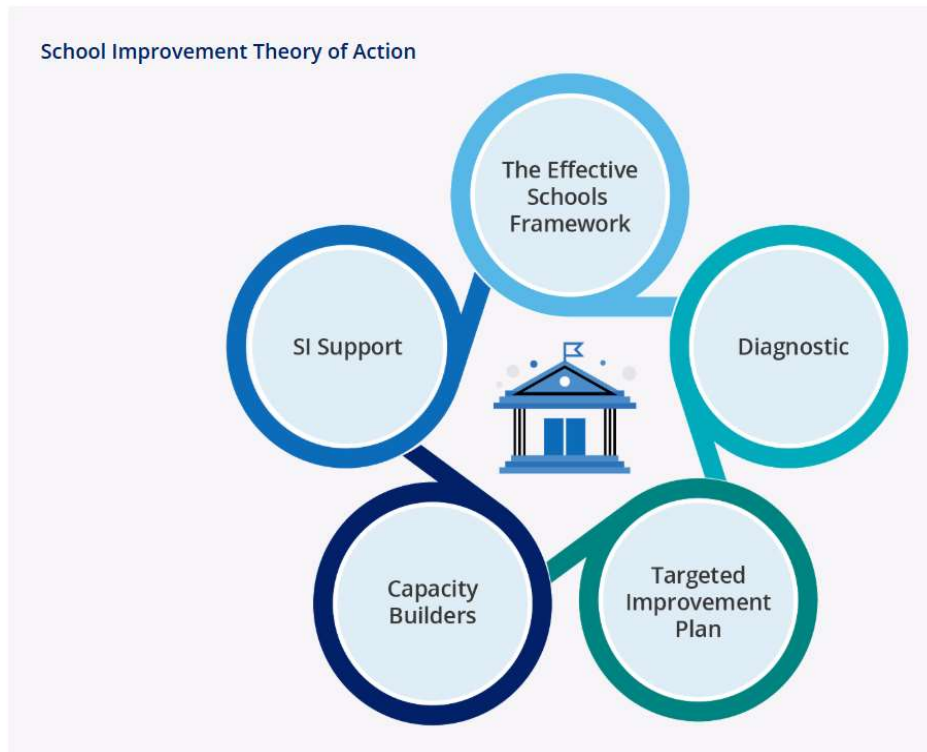 School Improvement Theory of Action
The Effective
Schools
Framework
SI Support
Diagnostic
Capacity
Builders
Targeted
Improvement
Plan